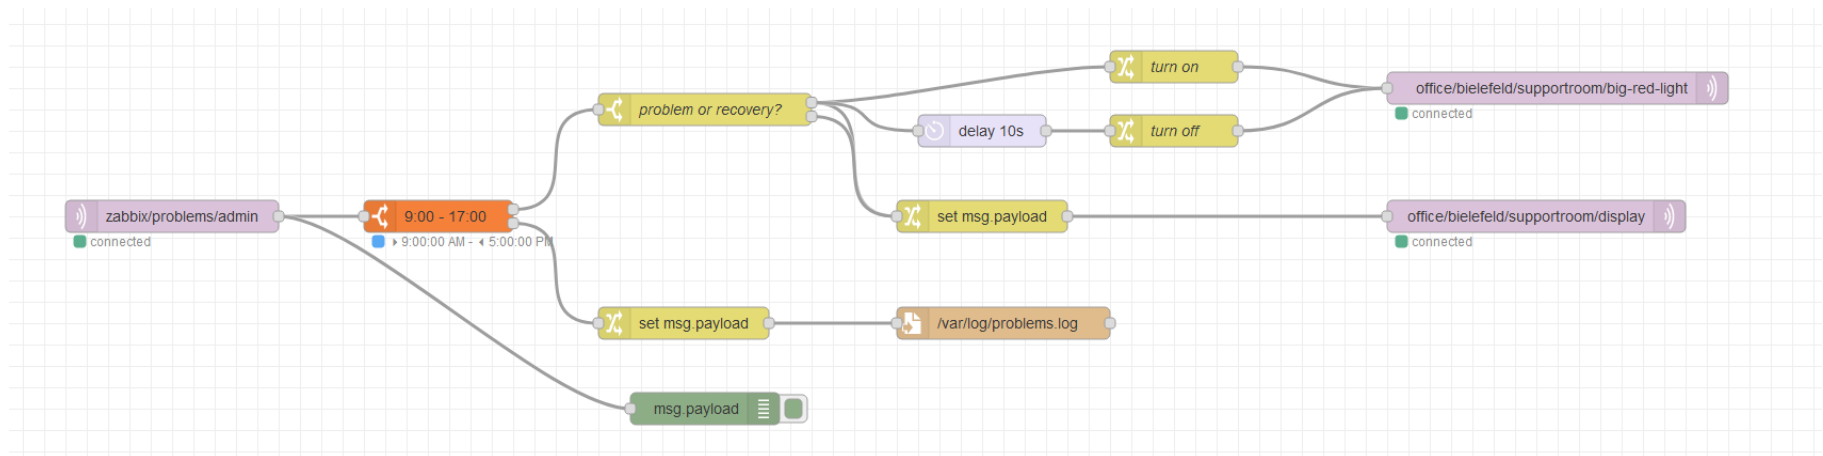 turn on
office/bielefeld/supportroom/big-red-light
problem or recovery?
connected
delay 10s
turn off
zabbix/problems/admin
9:00 - 17:00
set msg.payload
office/bielefeld/supportroom/display
connected
9:00:00 AM - 5:00:00 PM
connected
set msg.payload
/var/log/problems.log
msg.payload